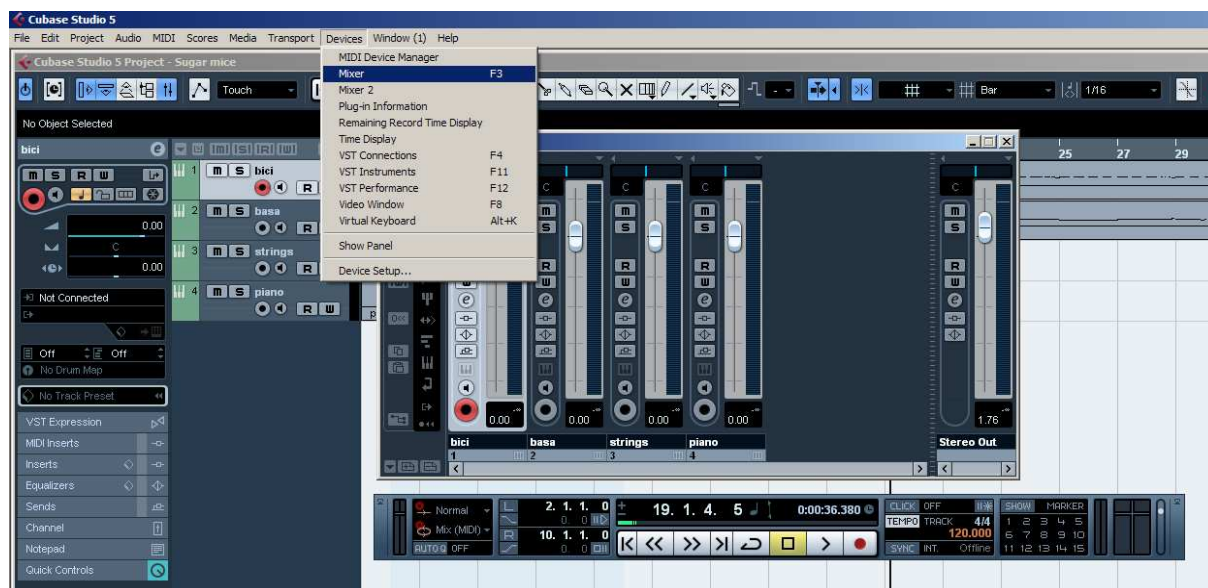 Cubase Studio 5
File Edit Project Audio MIDI Scores Media Transport Devices Window (1) Help
Cubase Studio 5 Project - Sugar mice
Touch
Bar
1/16
No Object Selected
MIDI Device Manager
Mixer F3
Mixer 2
Plug-in Information
Remaining Record Time Display
Time Display
VST Connections F4
VST Instruments F11
VST Performance F12
Video Window F8
Virtual Keyboard Alt+K
Show Panel
Device Setup...
25 27 29
bici
M S R W
0.00
C
0.00
Not Connected
Off Off
No Drum Map
No Track Preset
VST Expression
MIDI Inserts
Inserts
Equalizers
Sends
Channel
Notepad
Quick Controls
1 M S bici
R
2 M S basa
R
3 M S strings
R
4 M S piano
R W
C C C C
M M M M
S S S S
R R R R
W W W W W
e e e e e
0.00 0.00 0.00 0.00 1.76
bici basa strings piano Stereo Out
1 2 3 4
Normal
Mix (MIDI)
AUTO Q OFF
L 2. 1. 1. 0
0. 0
R 10. 1. 1. 0
0. 0
19. 1. 4. 5
0:00:36.380
CLICK OFF
TEMPO TRACK 4/4
120.000
SYNC INT. Offline
SHOW MARKER
1 2 3 4 5
6 7 8 9 10
11 12 13 14 15